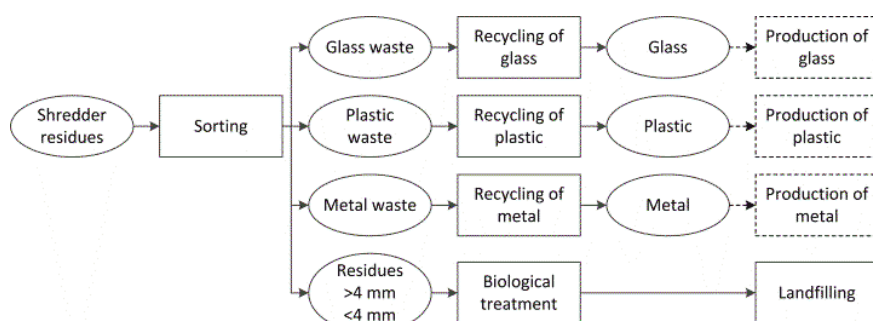 Glass waste
Recycling of
glass
Glass
Production of
glass
Shredder
residues
Sorting
Plastic
waste
Recycling of
plastic
Plastic
Production of
plastic
Metal waste
Recycling of
metal
Metal
Production of
metal
Residues
>4 mm
<4 mm
Biological
treatment
Landfilling